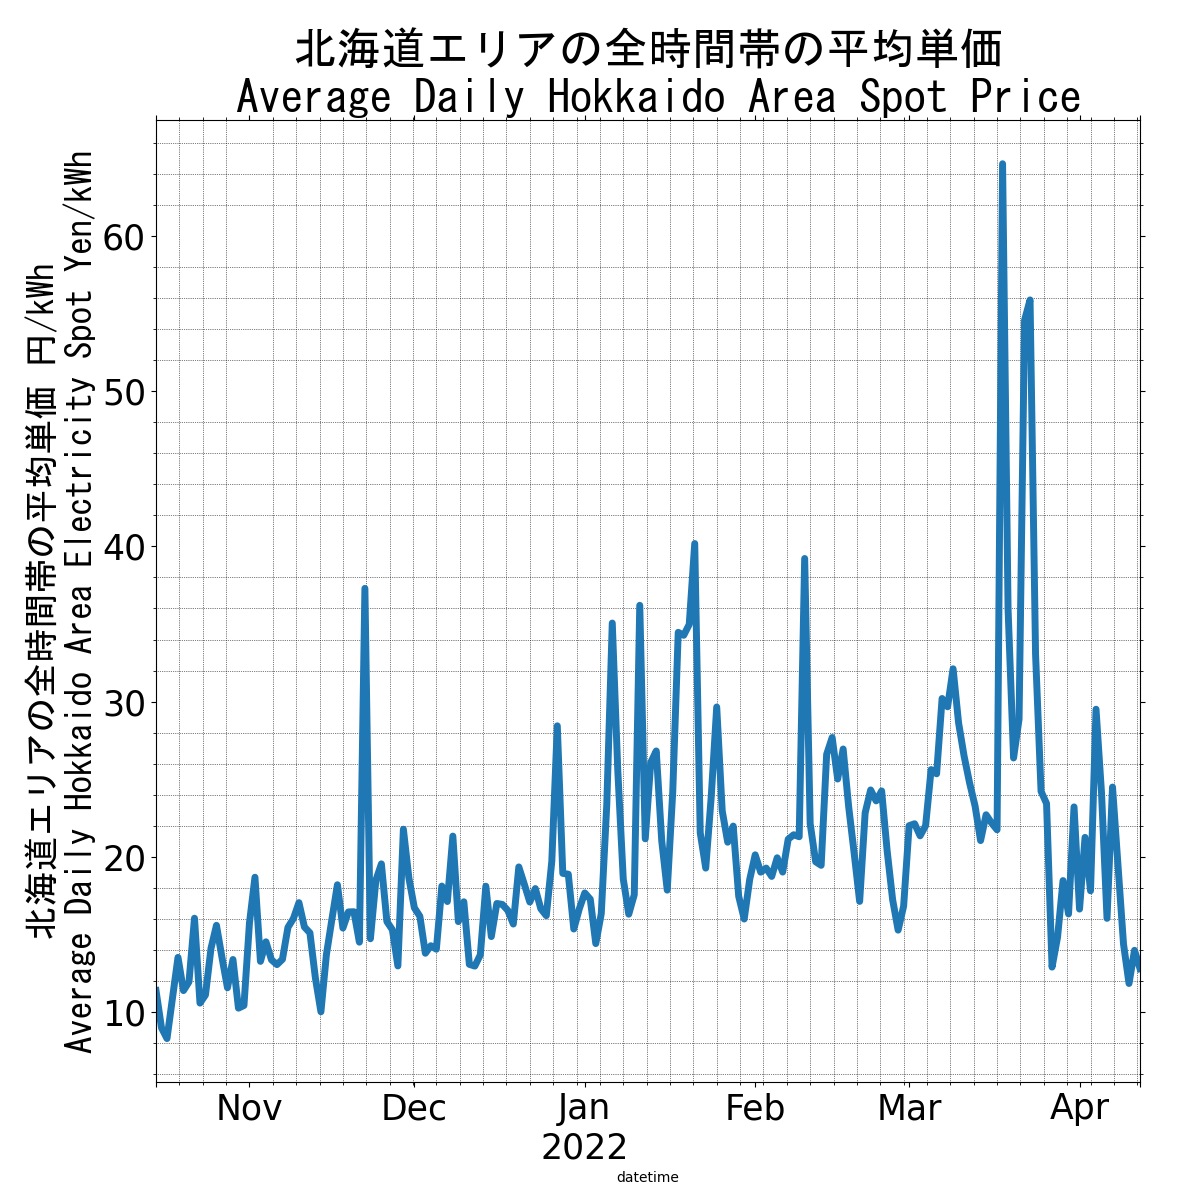 北海道エリアの全時間帯の平均単価
Average Daily Hokkaido Area Spot Price
北海道エリアの全時間帯の平均単価 円/kWh
Average Daily Hokkaido Area Electricity Spot Yen/kWh
60
50
40
30
20
10
Nov
Dec
Jan
Feb
Mar
Apr
2022
datetime